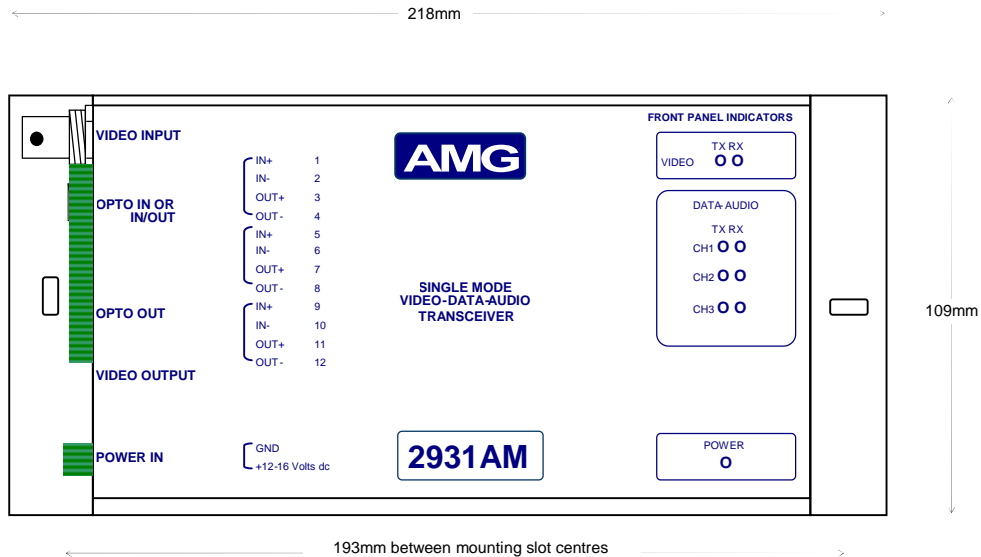 218mm
FRONT PANEL INDICATORS
VIDEO INPUT
AMG
TX RX
VIDEO O O
IN+ 1
IN- 2
OUT+ 3
OUT- 4
OPTO IN OR
IN/OUT
DATA-AUDIO
TX RX
CH1 O O
CH2 O O
CH3 O O
IN+ 5
IN- 6
OUT+ 7
OUT- 8
SINGLE MODE
VIDEO-DATA-AUDIO
TRANSCEIVER
OPTO OUT
IN+ 9
IN- 10
OUT+ 11
OUT- 12
109mm
VIDEO OUTPUT
POWER IN
GND
+12-16 Volts dc
2931AM
POWER
O
193mm between mounting slot centres